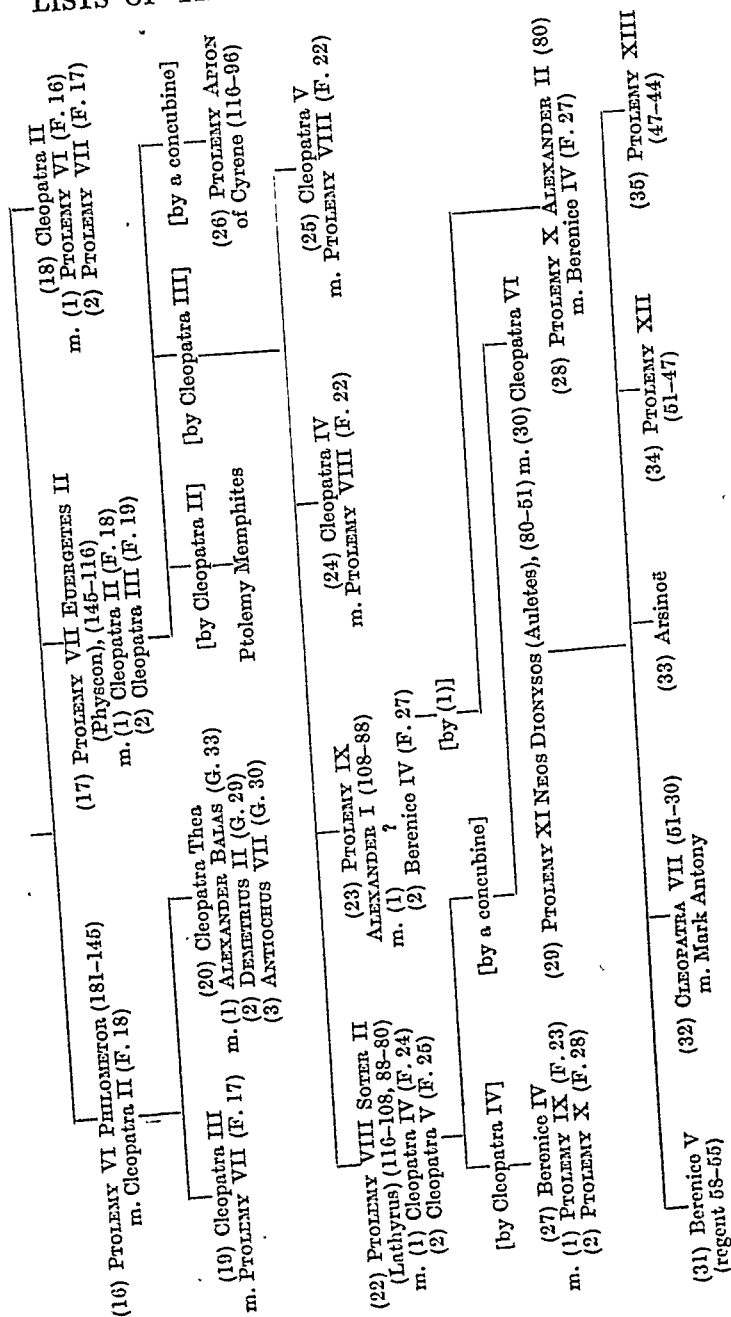 LISTS OF
(16) PTOLEMY VI PHILOMETOR (181–145)
m. Cleopatra II (F. 18)
(17) PTOLEMY VII EUERGETES II
(Physcon), (145–116)
m. (1) Cleopatra II (F. 18)
(2) Cleopatra III (F. 19)
(18) Cleopatra II
m. (1) PTOLEMY VI (F. 16)
(2) PTOLEMY VII (F. 17)
(19) Cleopatra III
m. PTOLEMY VII (F. 17)
(20) Cleopatra Thea
m. (1) ALEXANDER BALAS (G. 33)
(2) DEMETRIUS II (G. 29)
(3) ANTIOCHUS VII (G. 30)
[by Cleopatra II]
Ptolemy Memphites
[by Cleopatra III]
[by a concubine]
(26) PTOLEMY APION
of Cyrene (116–96)
(22) PTOLEMY VIII SOTER II
(Lathyrus) (116–108, 88–80)
m. (1) Cleopatra IV (F. 24)
(2) Cleopatra V (F. 25)
(23) PTOLEMY IX
ALEXANDER I (108–88)
m. (1) ?
(2) Berenice IV (F. 27)
(24) Cleopatra IV
m. PTOLEMY VIII (F. 22)
(25) Cleopatra V
m. PTOLEMY VIII (F. 22)
[by Cleopatra IV]
[by a concubine]
[by (1)]
(27) Berenice IV
m. (1) PTOLEMY IX (F. 23)
(2) PTOLEMY X (F. 28)
(29) PTOLEMY XI NEOS DIONYSOS (Auletes), (80–51) m. (30) Cleopatra VI
(28) PTOLEMY X ALEXANDER II (80)
m. Berenice IV (F. 27)
(31) Berenice V
(regent 58–55)
(32) CLEOPATRA VII (51–30)
m. Mark Antony
(33) Arsinoë
(34) PTOLEMY XII
(51–47)
(35) PTOLEMY XIII
(47–44)